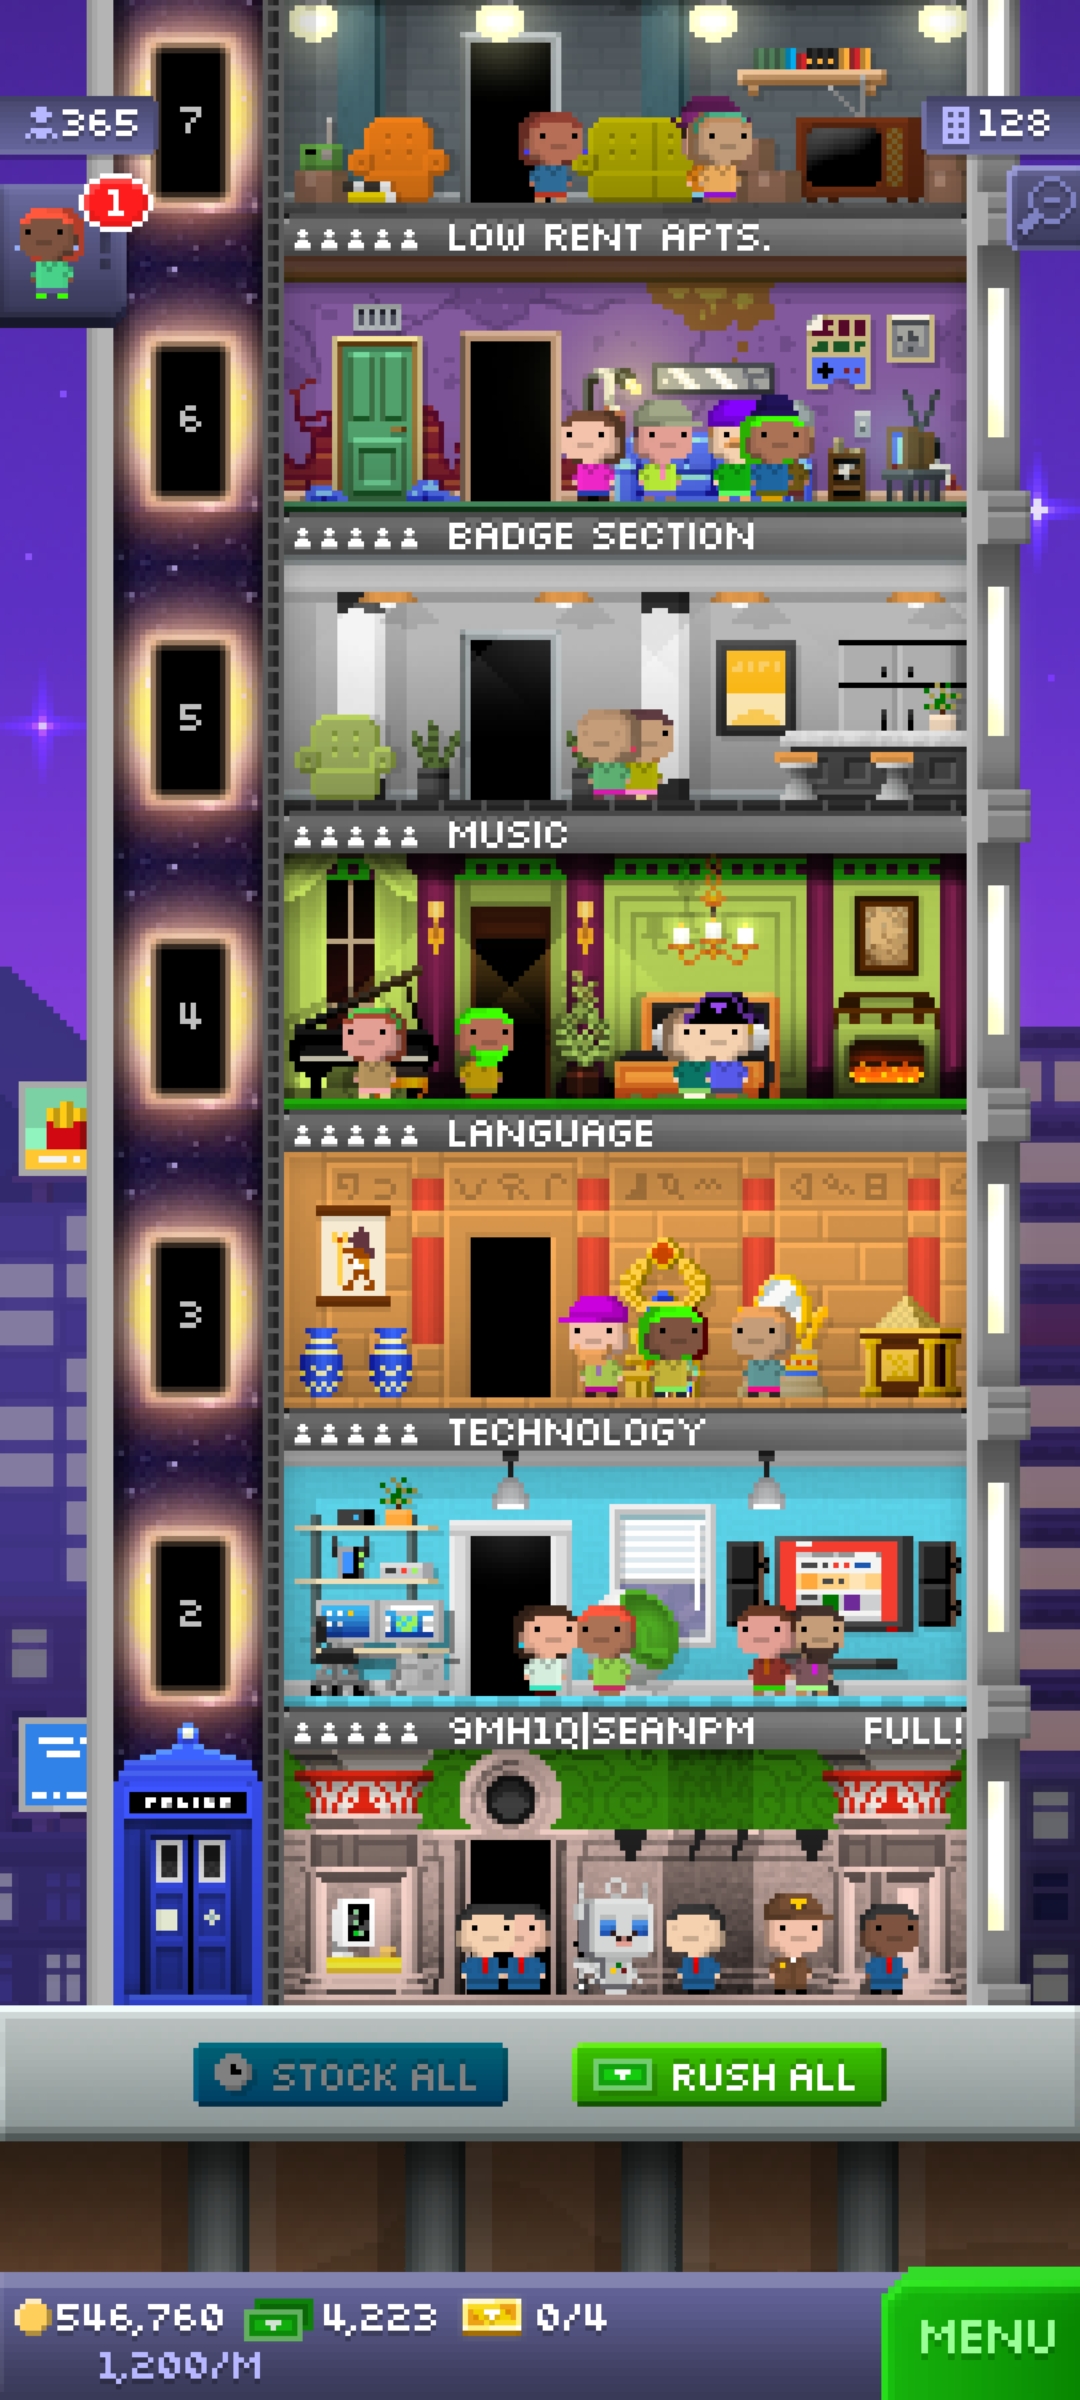 7
365
128
1
LOW RENT APTS.
6
BADGE SECTION
5
MUSIC
4
LANGUAGE
3
TECHNOLOGY
2
9MH1Q|SEANPM FULL!
POLICE
STOCK ALL
RUSH ALL
546,760 4,223 0/4
1,200/M
MENU